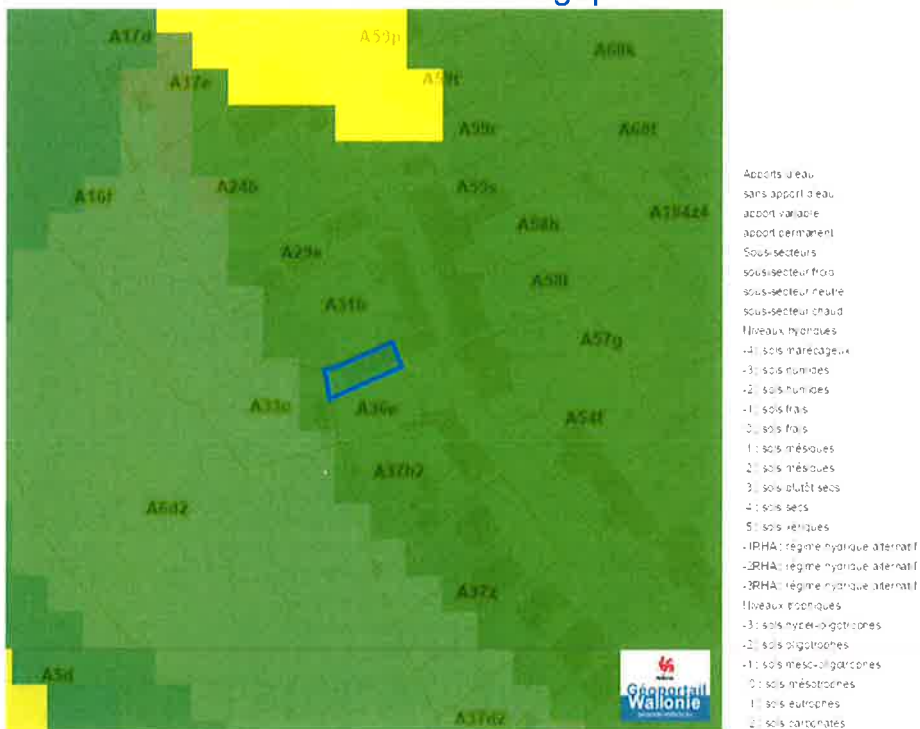 A17d
A59p
A68k
A37e
A59t
A59r
A68f
A16f
A24b
A59s
A184z4
A58h
A29e
A58l
A31b
A57g
A33c
A36e
A54f
A37h2
A6d2
A37z
A5d
A37d2
Géoportail
Wallonie
Apports d'eau
sans apport d'eau
apport variable
apport permanent
Sous-secteurs
sous-secteur froid
sous-secteur neutre
sous-secteur chaud
Niveaux hydriques
-4 : sols marécageux
-3 : sols humides
-2 : sols humides
-1 : sols frais
0 : sols frais
1 : sols mésiques
2 : sols mésiques
3 : sols plutôt secs
4 : sols secs
5 : sols xériques
-1RHA : régime hydrique alternatif
-2RHA : régime hydrique alternatif
-3RHA : régime hydrique alternatif
Niveaux trophiques
-3 : sols hyper-oligotrophes
-2 : sols oligotrophes
-1 : sols méso-oligotrophes
0 : sols mésotrophes
1 : sols eutrophes
2 : sols carbonatés